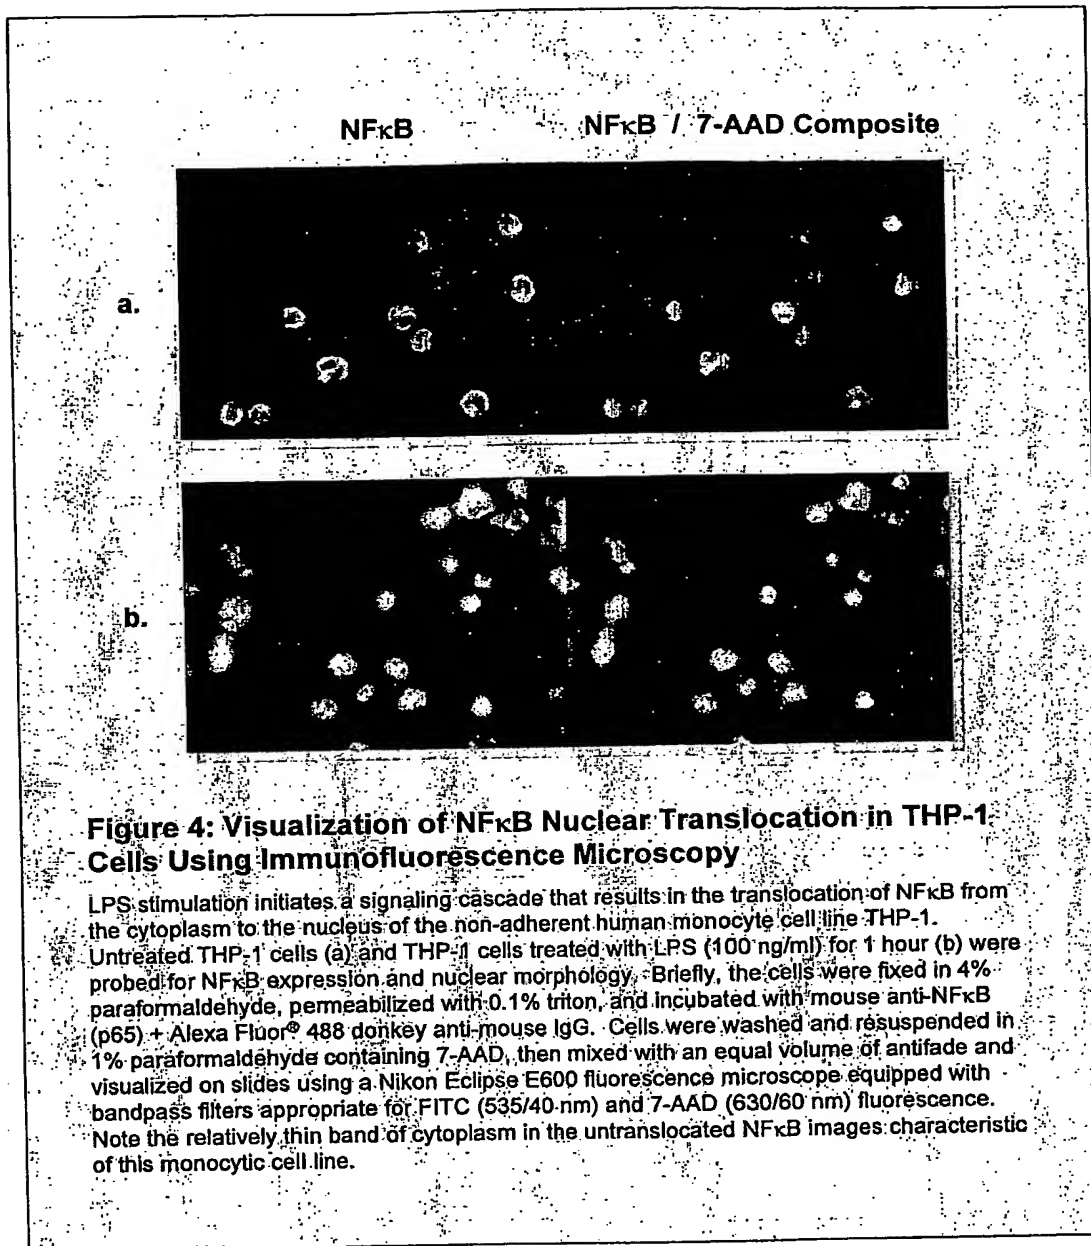 NFκB NFκB / 7-AAD Composite
a.
b.
Figure 4: Visualization of NFκB Nuclear Translocation in THP-1
Cells Using Immunofluorescence Microscopy
LPS stimulation initiates a signaling cascade that results in the translocation of NFκB from
the cytoplasm to the nucleus of the non-adherent human monocyte cell line THP-1.
Untreated THP-1 cells (a) and THP-1 cells treated with LPS (100 ng/ml) for 1 hour (b) were
probed for NFκB expression and nuclear morphology. Briefly, the cells were fixed in 4%
paraformaldehyde, permeabilized with 0.1% triton, and incubated with mouse anti-NFκB
(p65) + Alexa Fluor® 488 donkey anti-mouse IgG. Cells were washed and resuspended in
1% paraformaldehyde containing 7-AAD, then mixed with an equal volume of antifade and
visualized on slides using a Nikon Eclipse E600 fluorescence microscope equipped with
bandpass filters appropriate for FITC (535/40 nm) and 7-AAD (630/60 nm) fluorescence.
Note the relatively thin band of cytoplasm in the untranslocated NFκB images characteristic
of this monocytic cell line.